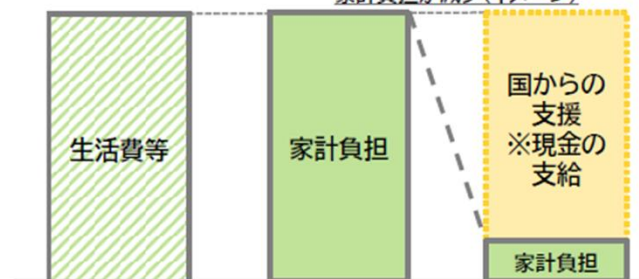 生活費等
家計負担
国からの
支援
※現金の
支給
家計負担